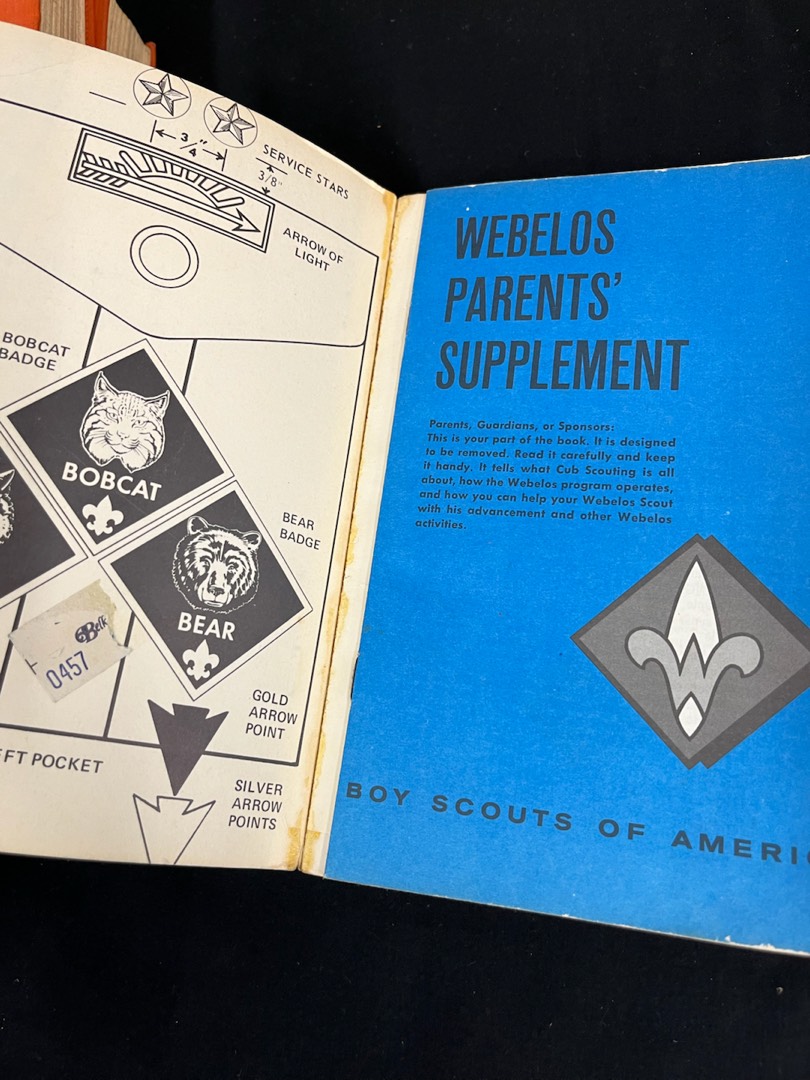 3/4"
SERVICE STARS
3/8"
ARROW OF
LIGHT
BOBCAT
BADGE
BOBCAT
BEAR
BADGE
BEAR
Belk
0457
GOLD
ARROW
POINT
FT POCKET
SILVER
ARROW
POINTS
WEBELOS
PARENTS'
SUPPLEMENT
Parents, Guardians, or Sponsors:
This is your part of the book. It is designed
to be removed. Read it carefully and keep
it handy. It tells what Cub Scouting is all
about, how the Webelos program operates,
and how you can help your Webelos Scout
with his advancement and other Webelos
activities.
W
BOY SCOUTS OF AMERIC